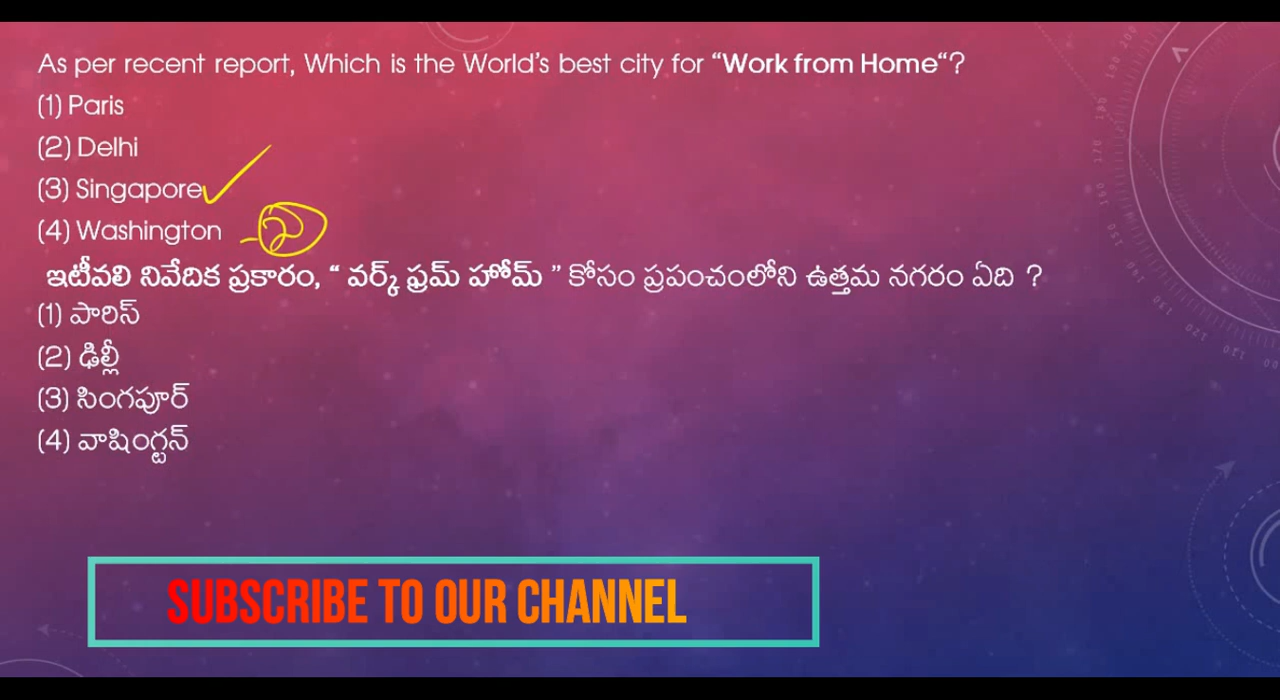 As per recent report, Which is the World's best city for “Work from Home“?
(1) Paris
(2) Delhi
(3) Singapore
(4) Washington - 2
ఇటీవలి నివేదిక ప్రకారం, “ వర్క్ ఫ్రమ్ హోమ్ ” కోసం ప్రపంచంలోని ఉత్తమ నగరం ఏది ?
(1) పారిస్
(2) ఢిల్లీ
(3) సింగపూర్
(4) వాషింగ్టన్
SUBSCRIBE TO OUR CHANNEL